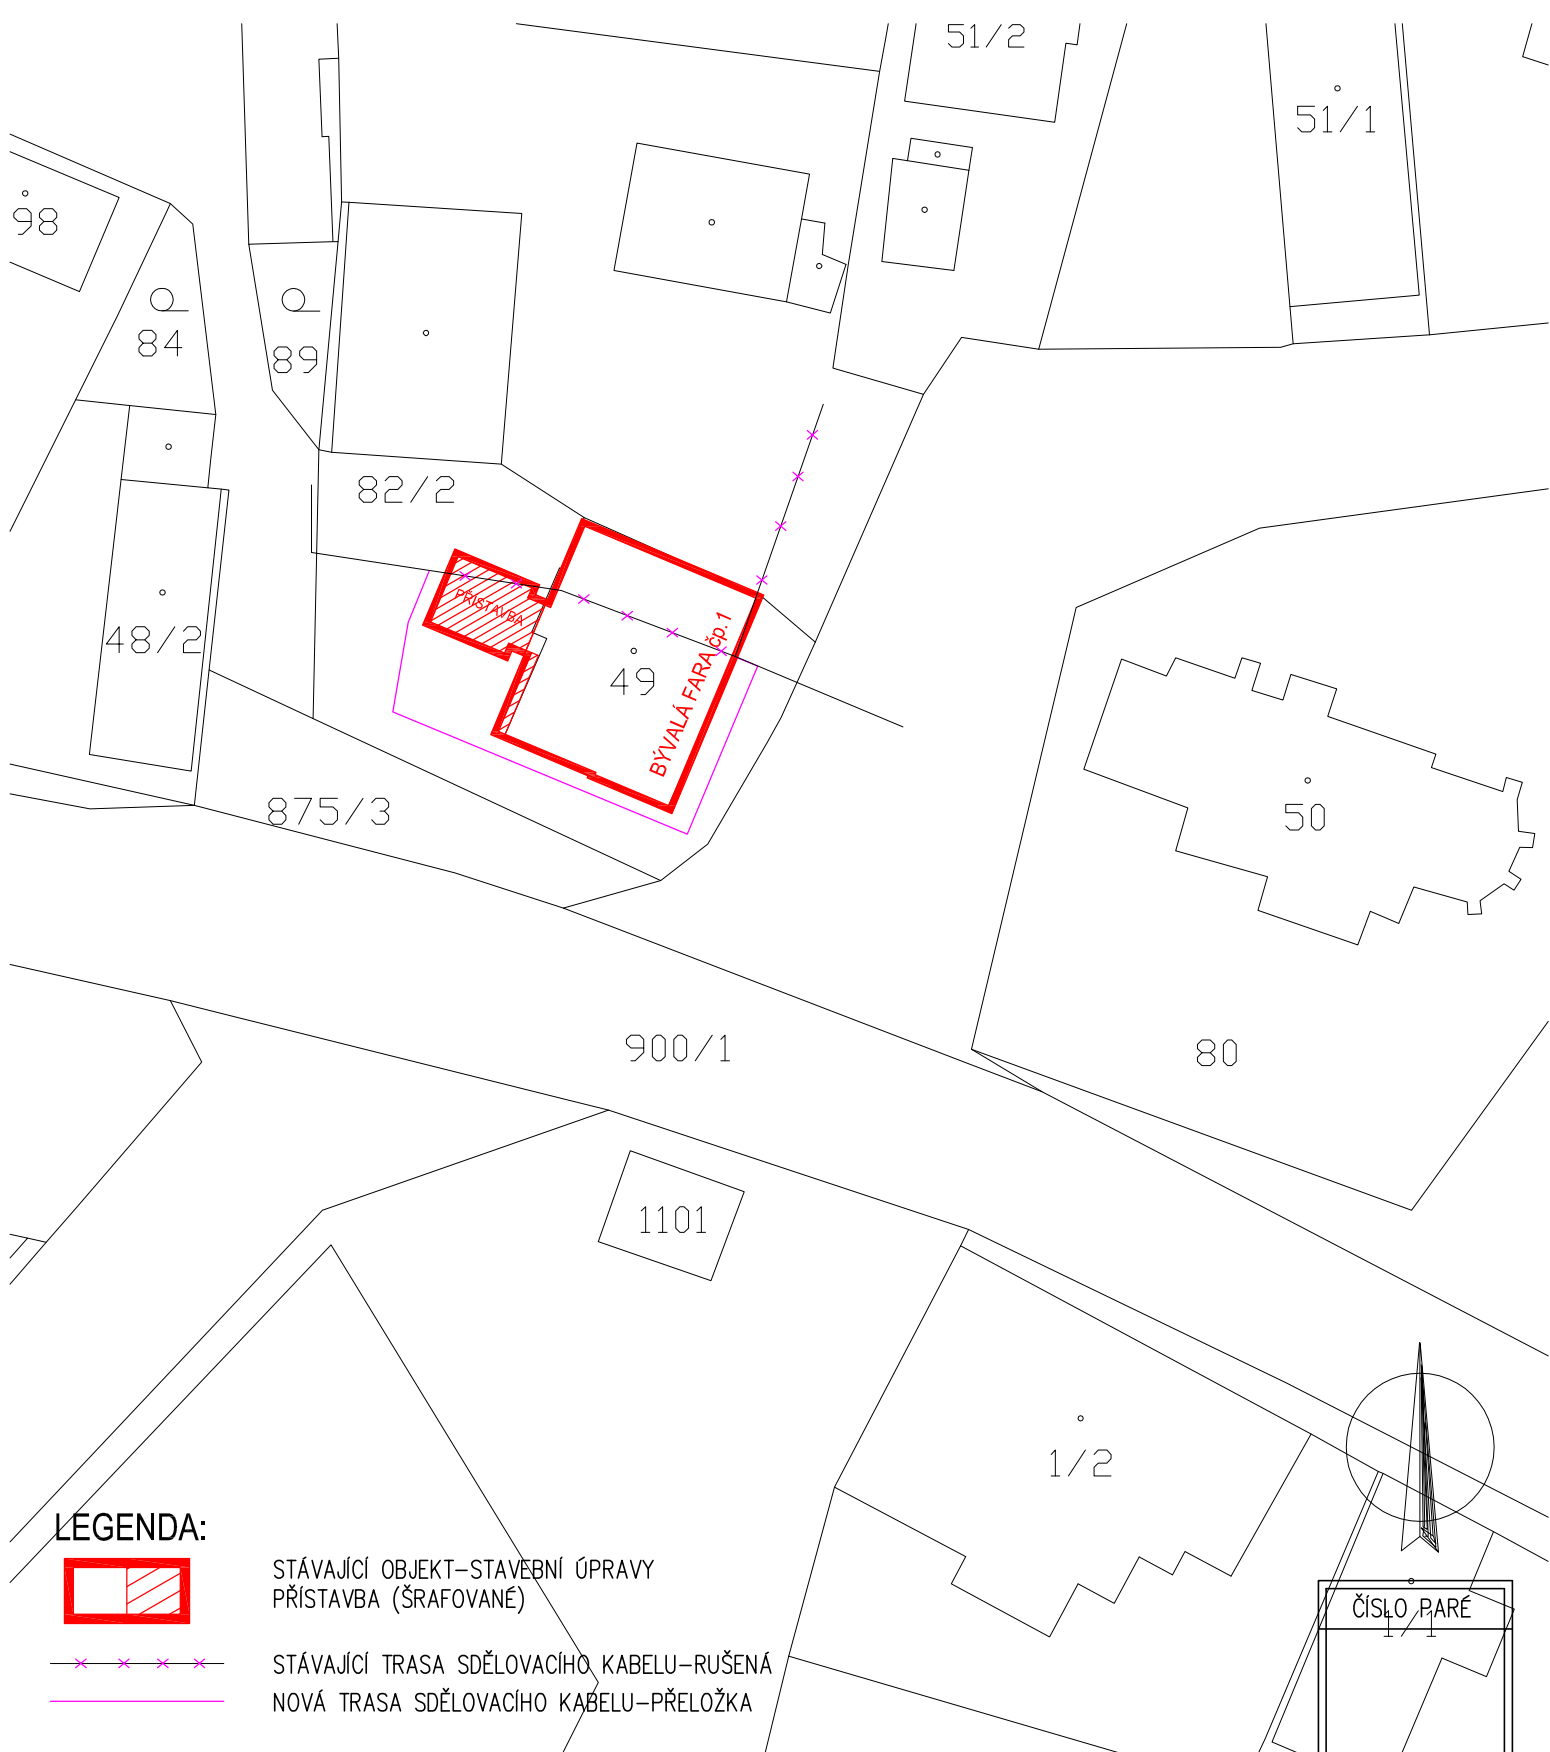 51/2
51/1
98
84
89
82/2
PŘÍSTAVBA
48/2
49
BÝVALÁ FARA čp.1
875/3
50
900/1
80
1101
1/2
LEGENDA:
STÁVAJÍCÍ OBJEKT-STAVEBNÍ ÚPRAVY
PŘÍSTAVBA (ŠRAFOVANÉ)
ČÍSLO PARÉ
1/1
STÁVAJÍCÍ TRASA SDĚLOVACÍHO KABELU-RUŠENÁ
NOVÁ TRASA SDĚLOVACÍHO KABELU-PŘELOŽKA